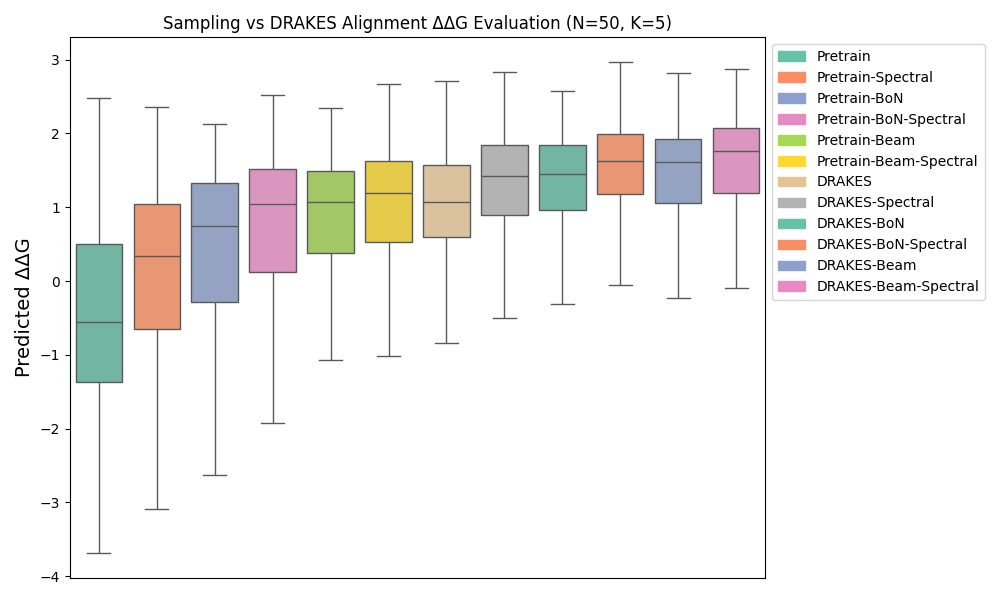 Sampling vs DRAKES Alignment ΔΔG Evaluation (N=50, K=5)
Predicted ΔΔG
3
2
1
0
−1
−2
−3
−4
Pretrain
Pretrain-Spectral
Pretrain-BoN
Pretrain-BoN-Spectral
Pretrain-Beam
Pretrain-Beam-Spectral
DRAKES
DRAKES-Spectral
DRAKES-BoN
DRAKES-BoN-Spectral
DRAKES-Beam
DRAKES-Beam-Spectral